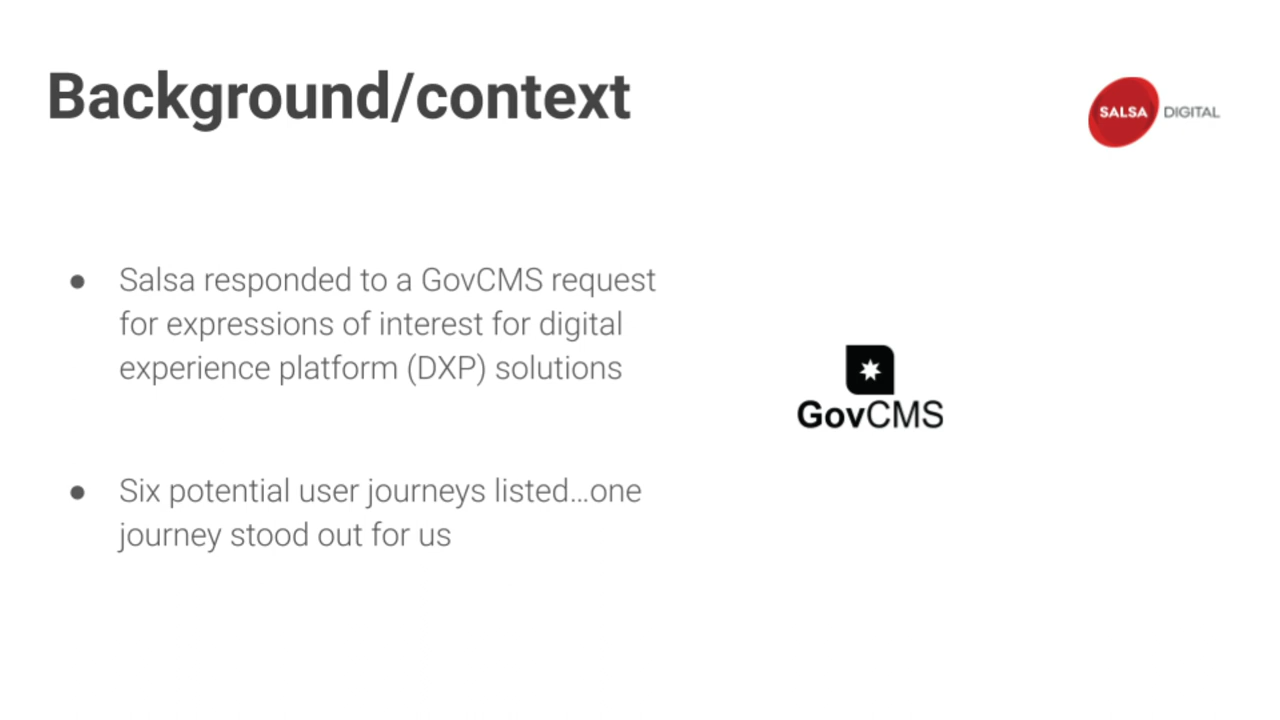 Background/context
SALSA DIGITAL
● Salsa responded to a GovCMS request
for expressions of interest for digital
experience platform (DXP) solutions
GovCMS
● Six potential user journeys listed...one
journey stood out for us